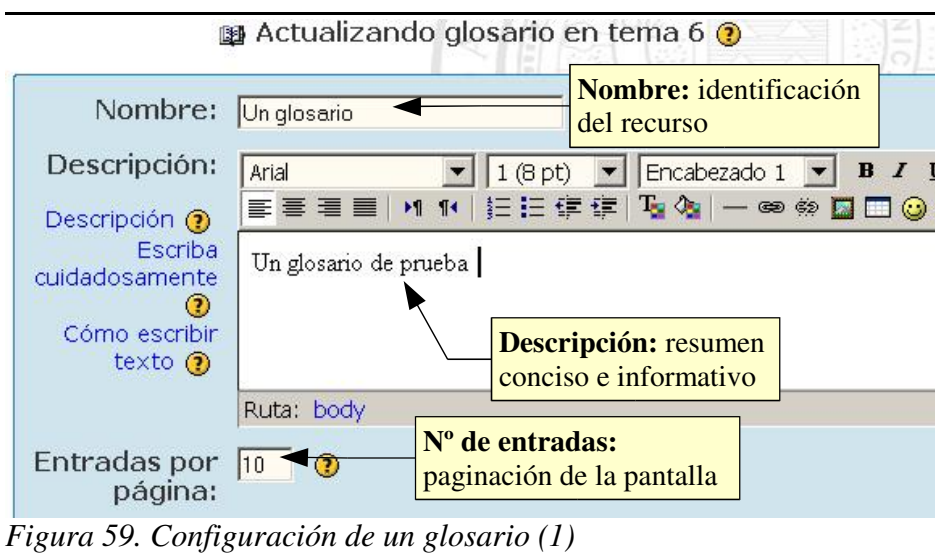 Actualizando glosario en tema 6
Nombre:
Un glosario
Nombre: identificación
del recurso
Descripción:
Arial
1 (8 pt)
Encabezado 1
B I U
Descripción
Escriba
cuidadosamente
Cómo escribir
texto
Un glosario de prueba
Descripción: resumen
conciso e informativo
Ruta: body
Entradas por
página:
10
Nº de entradas:
paginación de la pantalla
Figura 59. Configuración de un glosario (1)